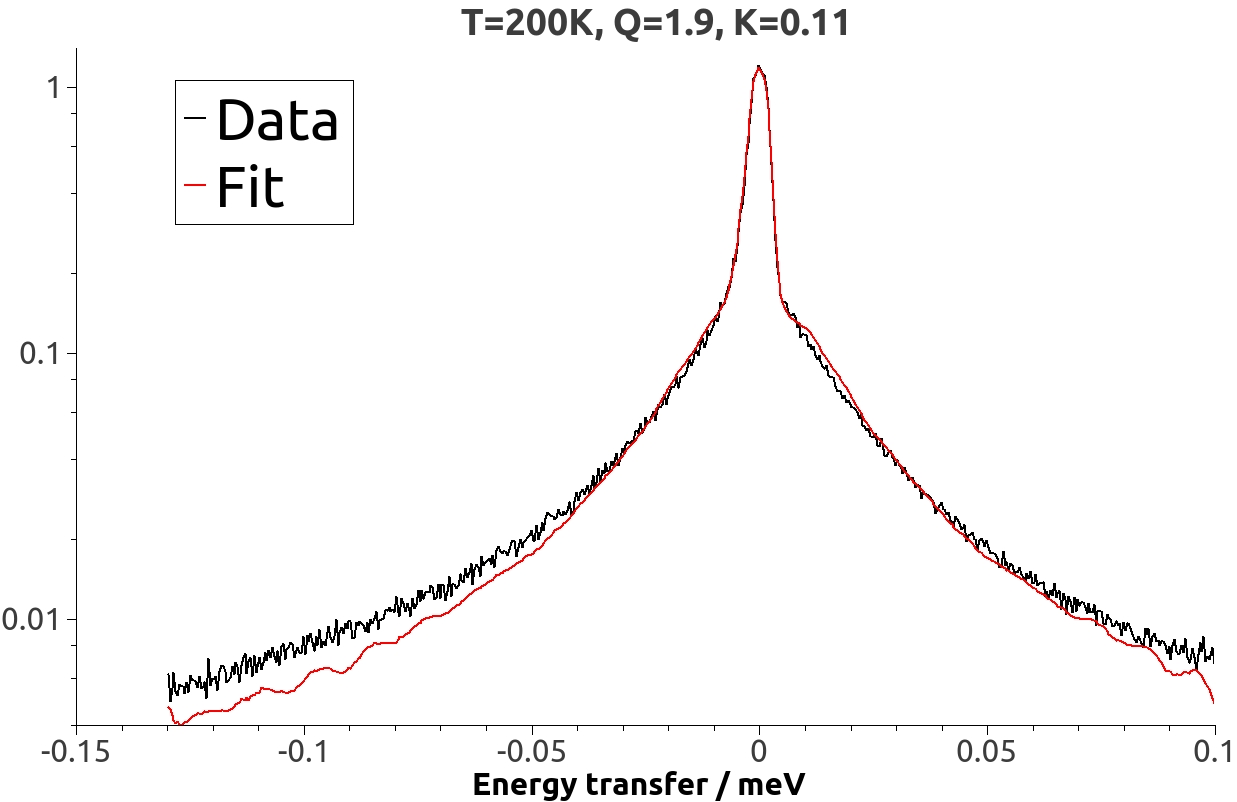 T=200K, Q=1.9, K=0.11
1
Data
Fit
0.1
0.01
-0.15 -0.1 -0.05 0 0.05 0.1
Energy transfer / meV